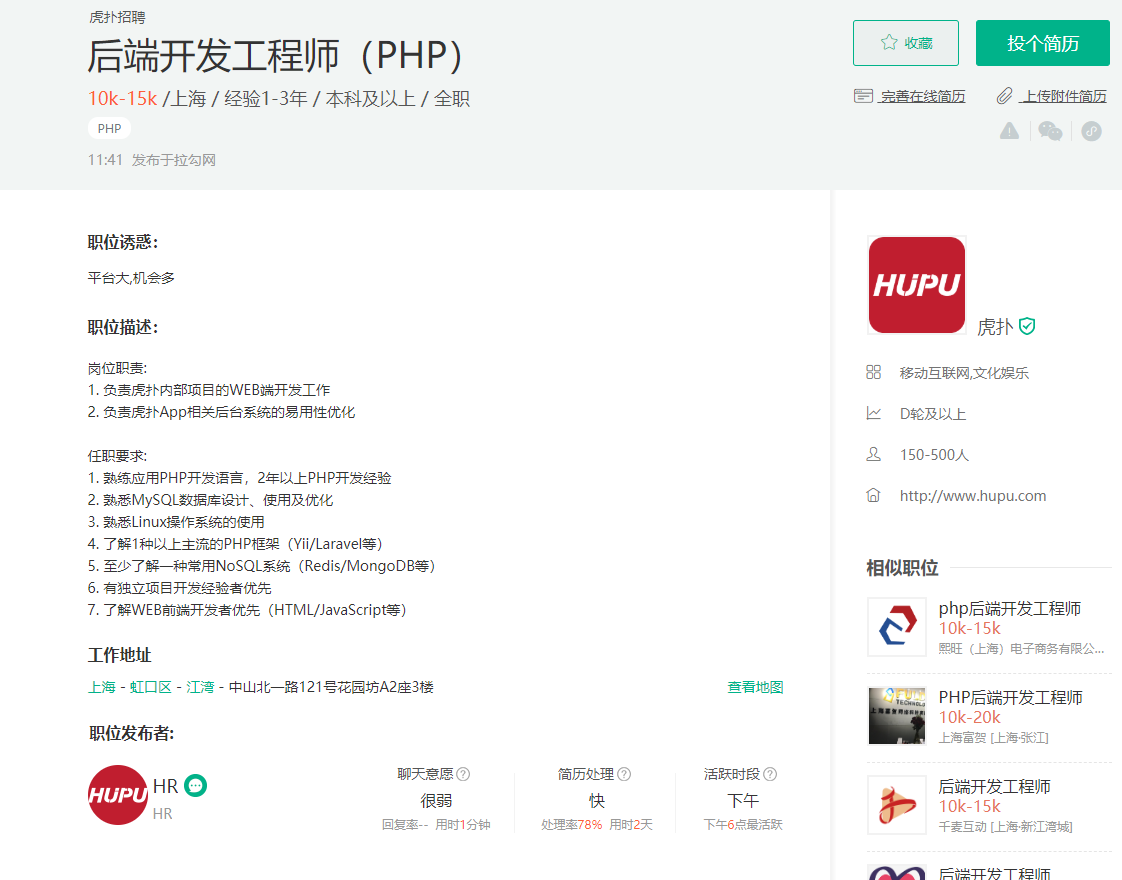 虎扑招聘
后端开发工程师（PHP）
10k-15k /上海 / 经验1-3年 / 本科及以上 / 全职
PHP
11:41 发布于拉勾网
收藏
投个简历
完善在线简历
上传附件简历
职位诱惑：
平台大,机会多
职位描述：
岗位职责:
1. 负责虎扑内部项目的WEB端开发工作
2. 负责虎扑App相关后台系统的易用性优化
任职要求:
1. 熟练应用PHP开发语言，2年以上PHP开发经验
2. 熟悉MySQL数据库设计、使用及优化
3. 熟悉Linux操作系统的使用
4. 了解1种以上主流的PHP框架（Yii/Laravel等）
5. 至少了解一种常用NoSQL系统（Redis/MongoDB等）
6. 有独立项目开发经验者优先
7. 了解WEB前端开发者优先（HTML/JavaScript等）
工作地址
上海 - 虹口区 - 江湾 - 中山北一路121号花园坊A2座3楼
查看地图
职位发布者:
HUPU
HR
HR
聊天意愿
很弱
回复率-- 用时1分钟
简历处理
快
处理率78% 用时2天
活跃时段
下午
下午6点最活跃
HUPU
虎扑
移动互联网,文化娱乐
D轮及以上
150-500人
http://www.hupu.com
相似职位
php后端开发工程师
10k-15k
熙旺（上海）电子商务有限公...
PHP后端开发工程师
10k-20k
上海富贺 [上海·张江]
后端开发工程师
10k-15k
千麦互动 [上海·新江湾城]
后端开发工程师